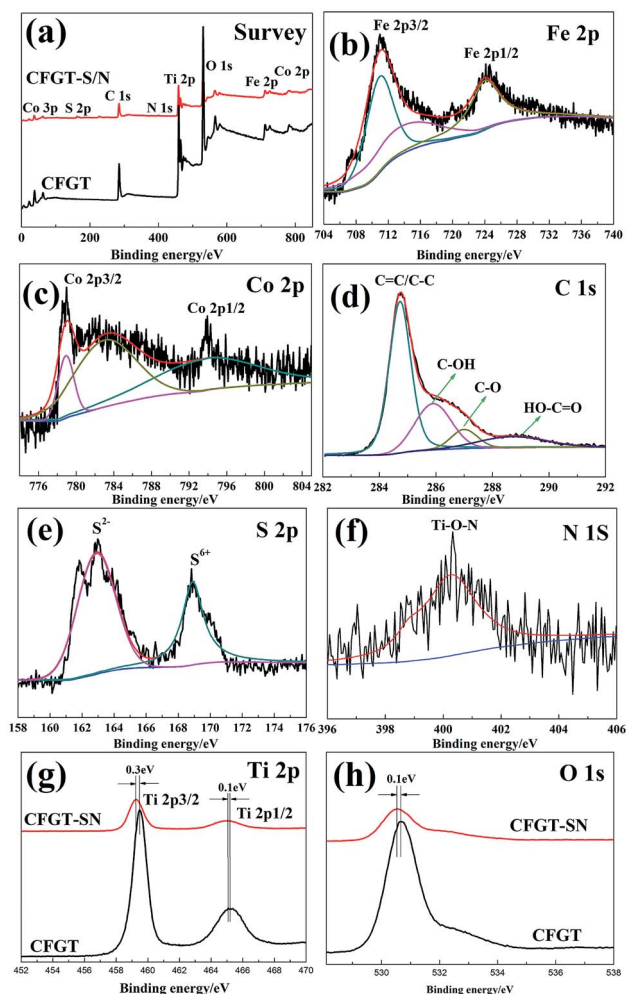 (a) Survey
CFGT-S/N
Co 3p S 2p C 1s N 1s Ti 2p O 1s Fe 2p Co 2p
CFGT
0 200 400 600 800
Binding energy/eV
(b) Fe 2p3/2 Fe 2p
Fe 2p1/2
704 708 712 716 720 724 728 732 736 740
Binding energy/eV
(c) Co 2p3/2 Co 2p
Co 2p1/2
776 780 784 788 792 796 800 804
Binding energy/eV
(d) C=C/C-C C 1s
C-OH
C-O
HO-C=O
282 284 286 288 290 292
Binding energy/eV
(e) S2- S 2p
S6+
158 160 162 164 166 168 170 172 174 176
Binding energy/eV
(f) Ti-O-N N 1S
396 398 400 402 404 406
Binding energy/eV
(g) Ti 2p
0.3eV
0.1eV
Ti 2p3/2
Ti 2p1/2
CFGT-SN
CFGT
452 454 456 458 460 462 464 466 468 470
Binding energy/eV
(h) O 1s
0.1eV
CFGT-SN
CFGT
530 532 534 536 538
Binding energy/eV